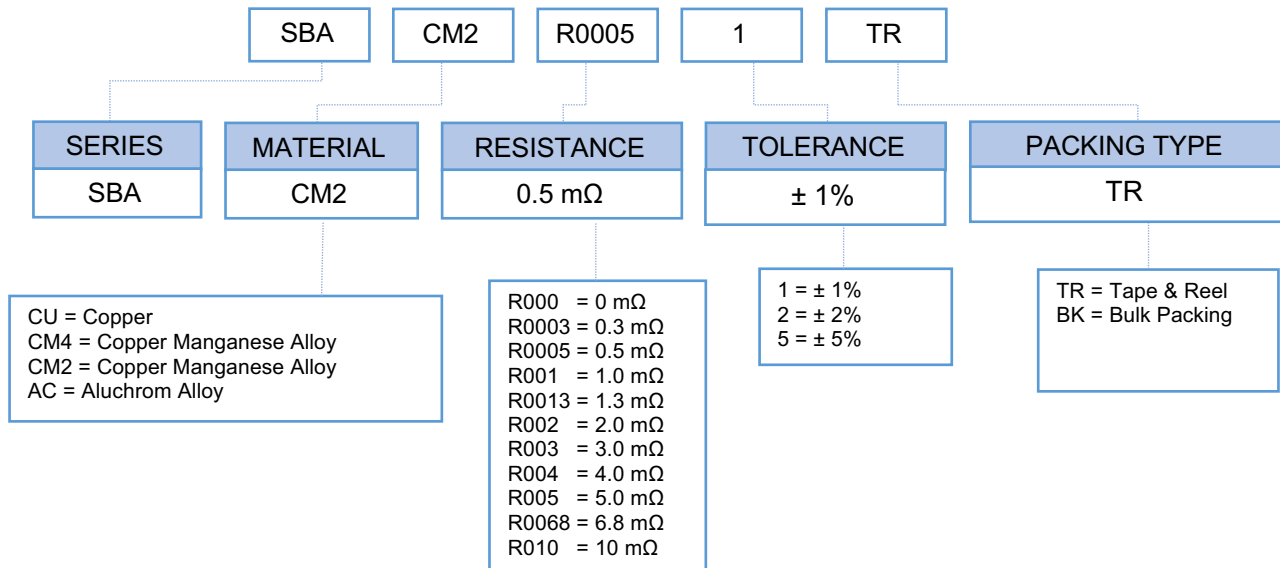 SBA CM2 R0005 1 TR
SERIES MATERIAL RESISTANCE TOLERANCE PACKING TYPE
SBA CM2 0.5 mΩ ± 1% TR
CU = Copper
CM4 = Copper Manganese Alloy
CM2 = Copper Manganese Alloy
AC = Aluchrom Alloy
R000 = 0 mΩ
R0003 = 0.3 mΩ
R0005 = 0.5 mΩ
R001 = 1.0 mΩ
R0013 = 1.3 mΩ
R002 = 2.0 mΩ
R003 = 3.0 mΩ
R004 = 4.0 mΩ
R005 = 5.0 mΩ
R0068 = 6.8 mΩ
R010 = 10 mΩ
1 = ± 1%
2 = ± 2%
5 = ± 5%
TR = Tape & Reel
BK = Bulk Packing